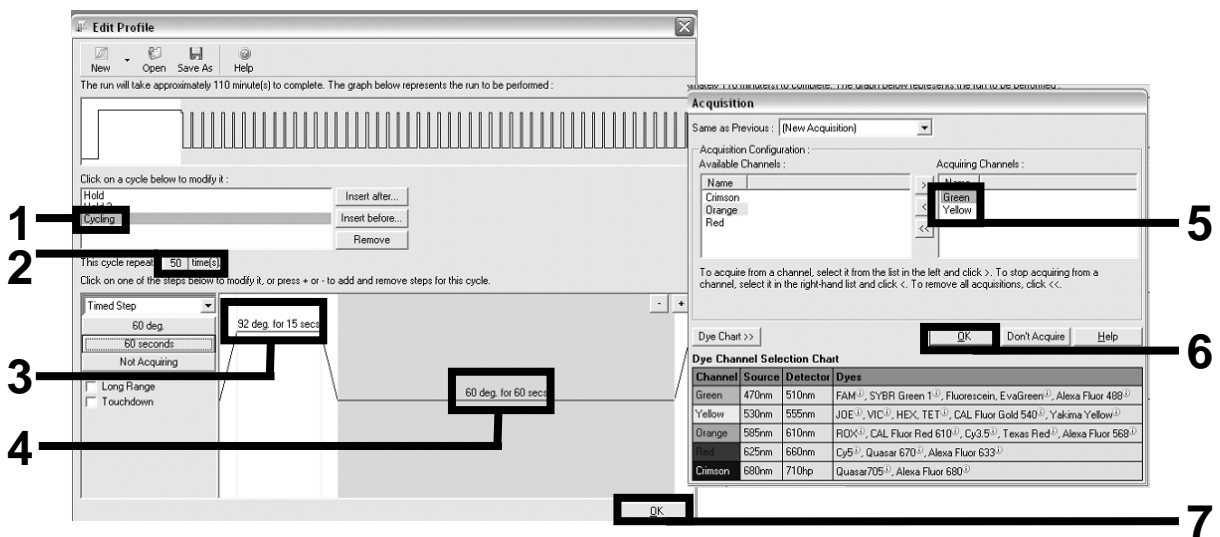 Edit Profile
New Open Save As Help
The run will take approximately 110 minute(s) to complete. The graph below represents the run to be performed :
Click on a cycle below to modify it :
Hold
Cycling
Insert after...
Insert before...
Remove
This cycle repeats 50 time(s).
Click on one of the steps below to modify it, or press + or - to add and remove steps for this cycle.
Timed Step
60 deg.
60 seconds
Not Acquiring
Long Range
Touchdown
92 deg. for 15 secs
60 deg. for 60 secs
- +
OK
1
2
3
4
Acquisition
Same as Previous : (New Acquisition)
Acquisition Configuration :
Available Channels :
Name
Crimson
Orange
Red
>
<
<<
Acquiring Channels :
Name
Green
Yellow
To acquire from a channel, select it from the list in the left and click >. To stop acquiring from a
channel, select it in the right-hand list and click <. To remove all acquisitions, click <<.
Dye Chart >>
OK
Don't Acquire
Help
Dye Channel Selection Chart
Channel Source Detector Dyes
Green 470nm 510nm FAM, SYBR Green 1, Fluorescein, EvaGreen, Alexa Fluor 488
Yellow 530nm 555nm JOE, VIC, HEX, TET, CAL Fluor Gold 540, Yakima Yellow
Orange 585nm 610nm ROX, CAL Fluor Red 610, Cy3.5, Texas Red, Alexa Fluor 568
Red 625nm 660nm Cy5, Quasar 670, Alexa Fluor 633
Crimson 680nm 710hp Quasar705, Alexa Fluor 680
5
6
7